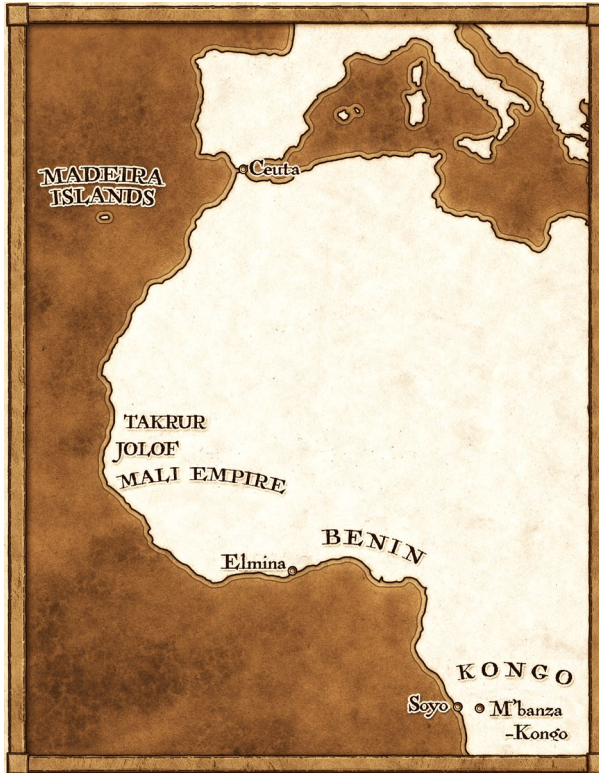 MADEIRA
ISLANDS
Ceuta
TAKRUR
JOLOF
MALI EMPIRE
BENIN
Elmina
KONGO
Soyo
M'banza
-Kongo